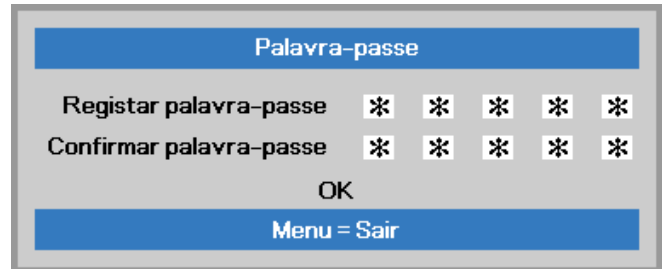 Palavra-passe
Registar palavra-passe * * * * *
Confirmar palavra-passe * * * * *
OK
Menu = Sair